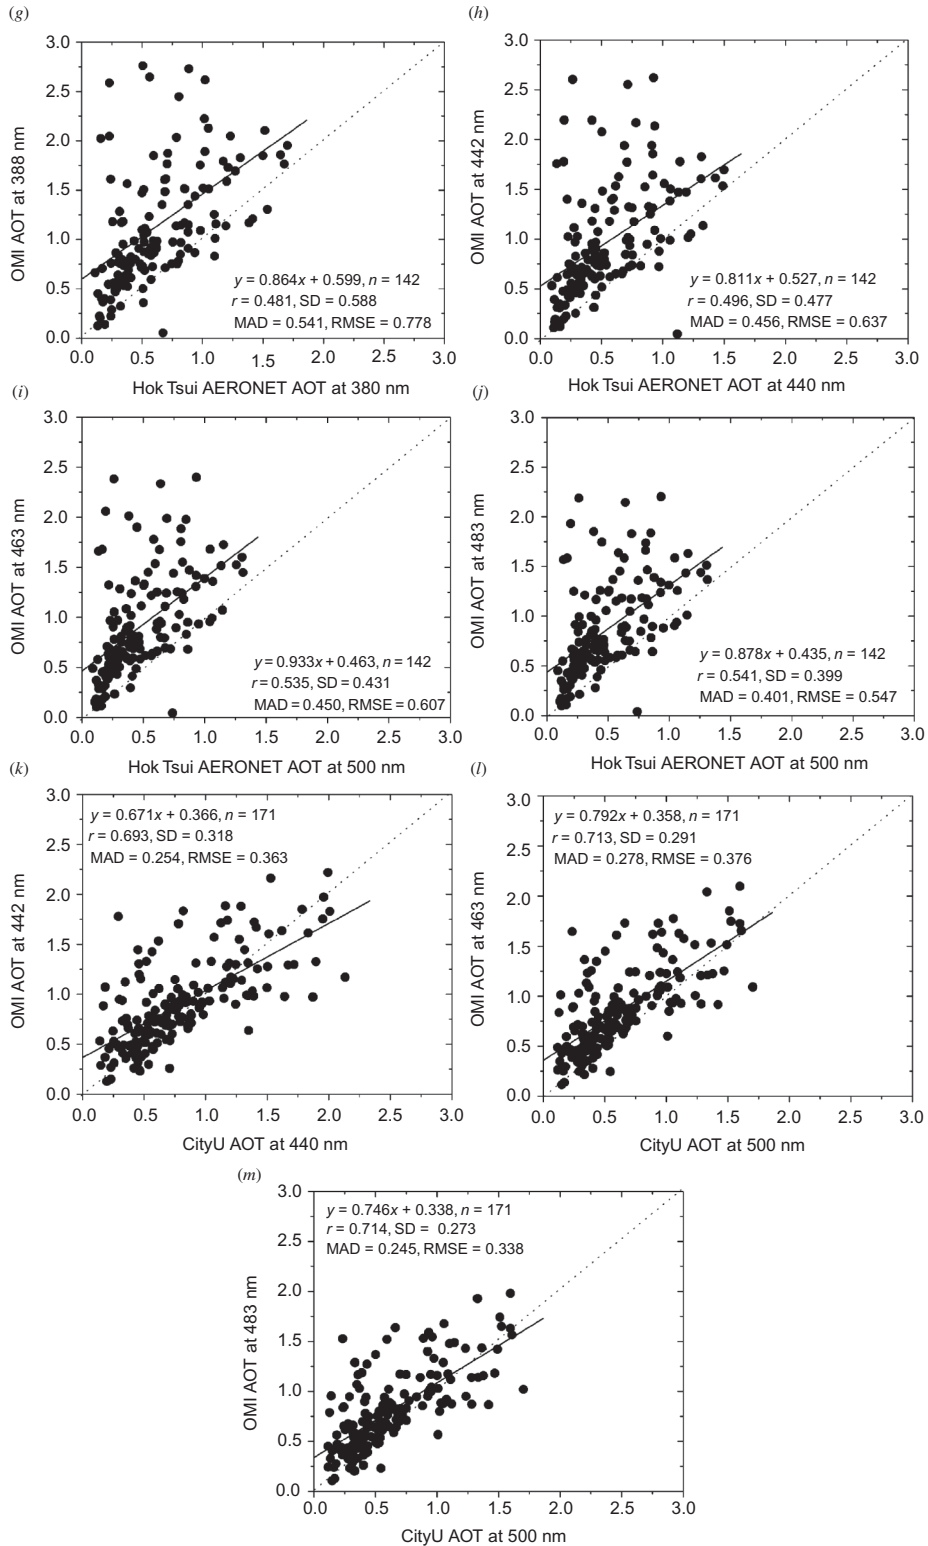 (g)
3.0
2.5
2.0
1.5
1.0
0.5
0.0
OMI AOT at 388 nm
y = 0.864x + 0.599, n = 142
r = 0.481, SD = 0.588
MAD = 0.541, RMSE = 0.778
0.0 0.5 1.0 1.5 2.0 2.5 3.0
Hok Tsui AERONET AOT at 380 nm
(h)
3.0
2.5
2.0
1.5
1.0
0.5
0.0
OMI AOT at 442 nm
y = 0.811x + 0.527, n = 142
r = 0.496, SD = 0.477
MAD = 0.456, RMSE = 0.637
0.0 0.5 1.0 1.5 2.0 2.5 3.0
Hok Tsui AERONET AOT at 440 nm
(i)
3.0
2.5
2.0
1.5
1.0
0.5
0.0
OMI AOT at 463 nm
y = 0.933x + 0.463, n = 142
r = 0.535, SD = 0.431
MAD = 0.450, RMSE = 0.607
0.0 0.5 1.0 1.5 2.0 2.5 3.0
Hok Tsui AERONET AOT at 500 nm
(j)
3.0
2.5
2.0
1.5
1.0
0.5
0.0
OMI AOT at 483 nm
y = 0.878x + 0.435, n = 142
r = 0.541, SD = 0.399
MAD = 0.401, RMSE = 0.547
0.0 0.5 1.0 1.5 2.0 2.5 3.0
Hok Tsui AERONET AOT at 500 nm
(k)
3.0
2.5
2.0
1.5
1.0
0.5
0.0
OMI AOT at 442 nm
y = 0.671x + 0.366, n = 171
r = 0.693, SD = 0.318
MAD = 0.254, RMSE = 0.363
0.0 0.5 1.0 1.5 2.0 2.5 3.0
CityU AOT at 440 nm
(l)
3.0
2.5
2.0
1.5
1.0
0.5
0.0
OMI AOT at 463 nm
y = 0.792x + 0.358, n = 171
r = 0.713, SD = 0.291
MAD = 0.278, RMSE = 0.376
0.0 0.5 1.0 1.5 2.0 2.5 3.0
CityU AOT at 500 nm
(m)
3.0
2.5
2.0
1.5
1.0
0.5
0.0
OMI AOT at 483 nm
y = 0.746x + 0.338, n = 171
r = 0.714, SD = 0.273
MAD = 0.245, RMSE = 0.338
0.0 0.5 1.0 1.5 2.0 2.5 3.0
CityU AOT at 500 nm